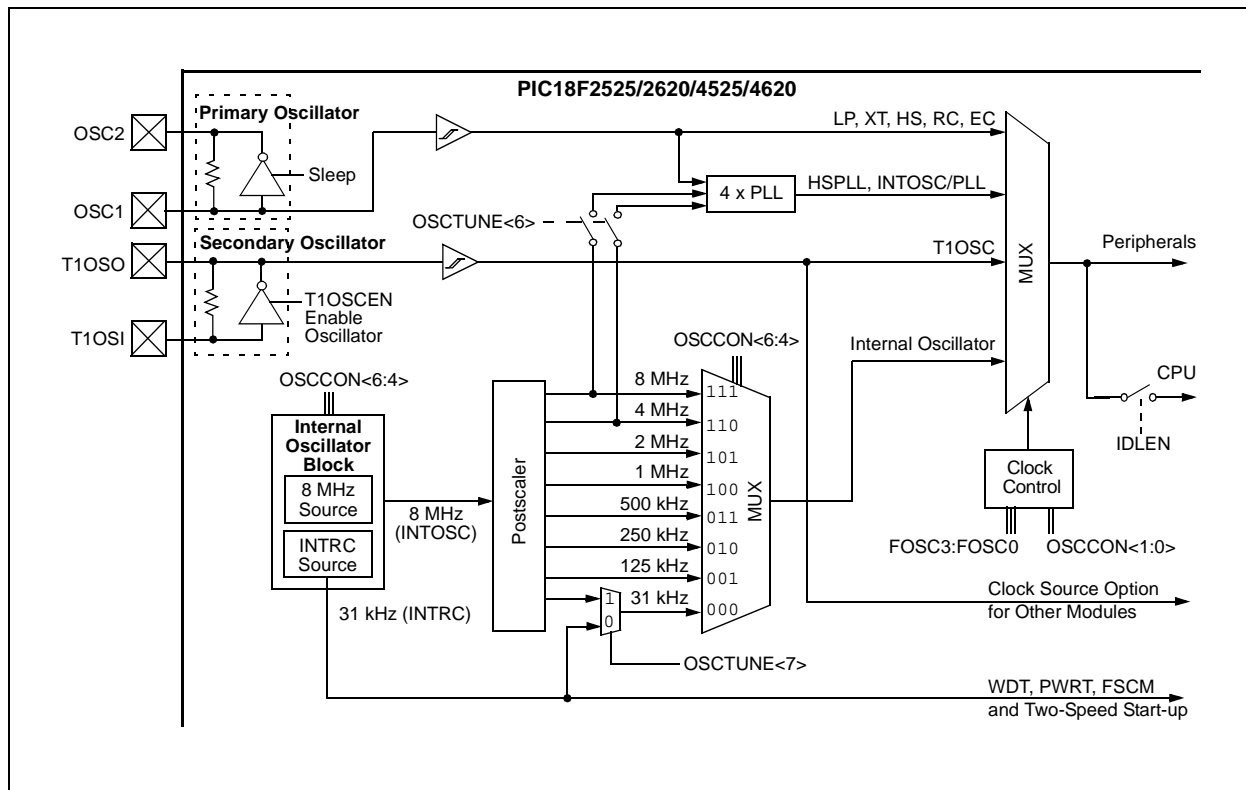 PIC18F2525/2620/4525/4620
Primary Oscillator
OSC2
Sleep
OSC1
LP, XT, HS, RC, EC
4 x PLL
HSPLL, INTOSC/PLL
OSCTUNE<6>
Secondary Oscillator
T1OSO
T1OSCEN
Enable
Oscillator
T1OSI
T1OSC
MUX
Peripherals
Internal Oscillator
CPU
IDLEN
Clock
Control
FOSC3:FOSC0
OSCCON<1:0>
OSCCON<6:4>
OSCCON<6:4>
Internal
Oscillator
Block
8 MHz
Source
INTRC
Source
8 MHz
(INTOSC)
31 kHz (INTRC)
Postscaler
8 MHz
111
4 MHz
110
2 MHz
101
1 MHz
100
500 kHz
011
250 kHz
010
125 kHz
001
1
0
31 kHz
000
MUX
OSCTUNE<7>
Clock Source Option
for Other Modules
WDT, PWRT, FSCM
and Two-Speed Start-up